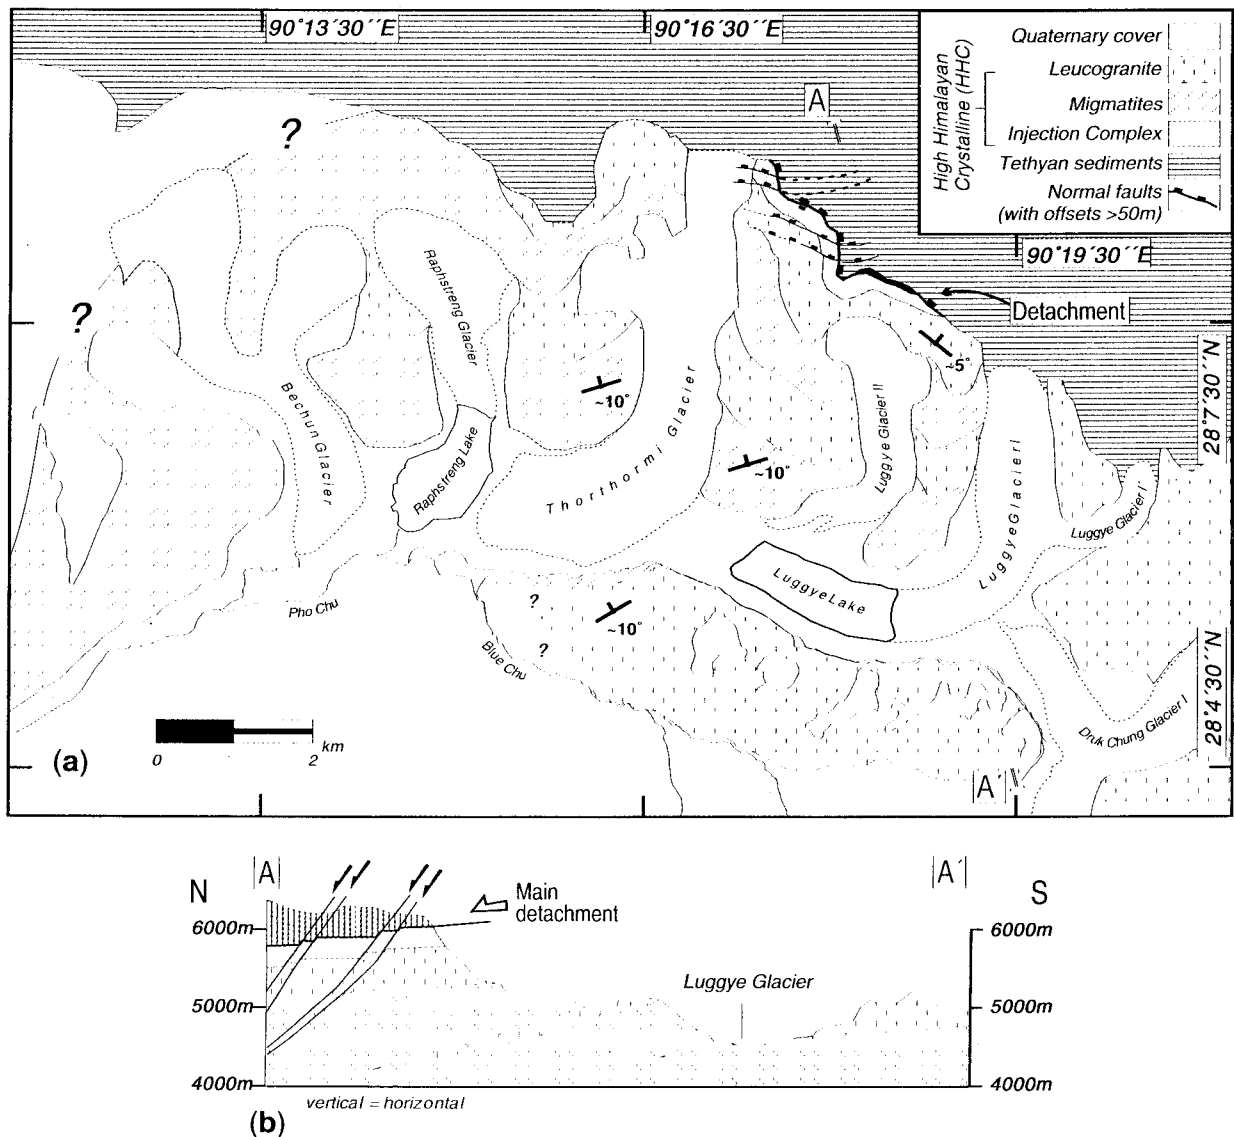 90°13´30´´E
90°16´30´´E
A
High Himalayan
Crystalline (HHC)
Quaternary cover
Leucogranite
Migmatites
Injection Complex
Tethyan sediments
Normal faults
(with offsets >50m)
90°19´30´´E
Detachment
?
?
Raphstreng Glacier
~5°
28°7´30´´N
~10°
Bechun Glacier
Raphstreng Lake
Thorthormi Glacier
Luggye Glacier II
~10°
Luggye Glacier I
Luggye Glacier I´
Luggye Lake
Pho Chu
?
~10°
?
Blue Chu
28°4´30´´N
Druk Chung Glacier I
0
2
km
(a)
A´
N
A
Main
detachment
A´
S
6000m
6000m
Luggye Glacier
5000m
5000m
4000m
4000m
vertical = horizontal
(b)